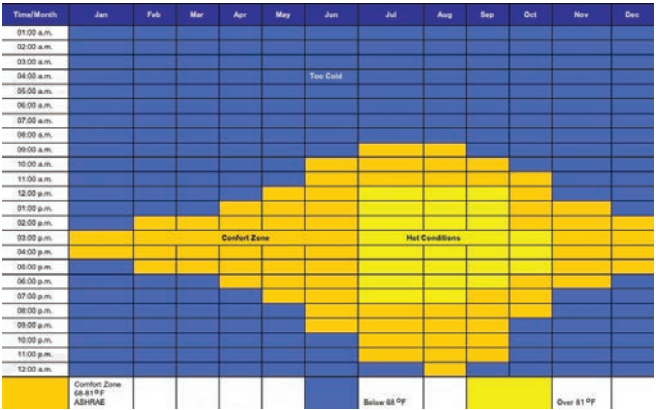 Time/Month Jan Feb Mar Apr May Jun Jul Aug Sep Oct Nov Dec
01:00 a.m.
02:00 a.m.
03:00 a.m.
04:00 a.m. Too Cold
05:00 a.m.
06:00 a.m.
07:00 a.m.
08:00 a.m.
09:00 a.m.
10:00 a.m.
11:00 a.m.
12:00 p.m.
01:00 p.m.
02:00 p.m.
03:00 p.m. Confort Zone Hot Conditions
04:00 p.m.
05:00 p.m.
06:00 p.m.
07:00 p.m.
08:00 p.m.
09:00 p.m.
10:00 p.m.
11:00 p.m.
12:00 a.m.
Comfort Zone
68-81ºF
ASHRAE Below 68 ºF Over 81 ºF